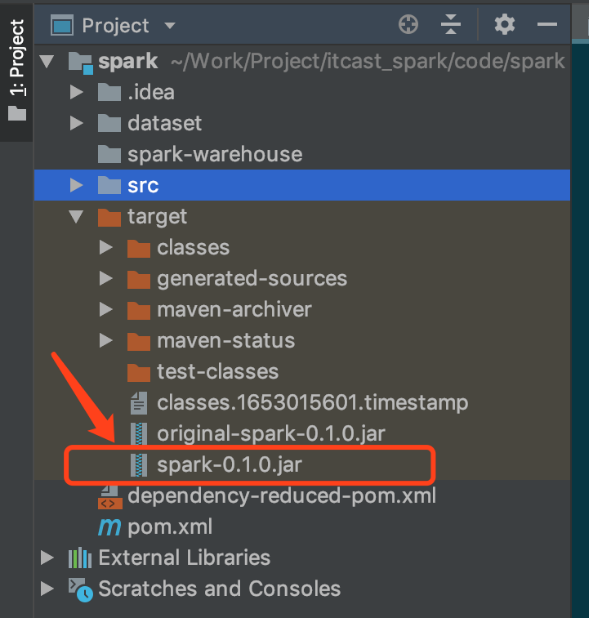 1: Project
Project
spark ~/Work/Project/itcast_spark/code/spark
.idea
dataset
spark-warehouse
src
target
classes
generated-sources
maven-archiver
maven-status
test-classes
classes.1653015601.timestamp
original-spark-0.1.0.jar
spark-0.1.0.jar
dependency-reduced-pom.xml
m pom.xml
External Libraries
Scratches and Consoles